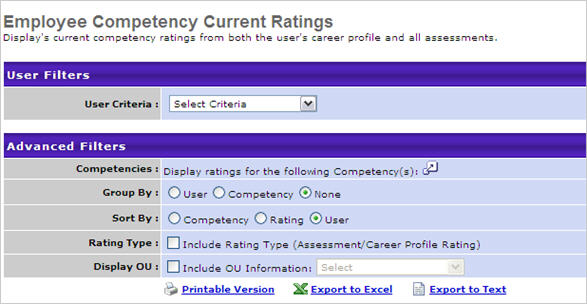 Employee Competency Current Ratings
Display's current competency ratings from both the user's career profile and all assessments.
User Filters
User Criteria : Select Criteria
Advanced Filters
Competencies : Display ratings for the following Competency(s):
Group By : User Competency None
Sort By : Competency Rating User
Rating Type : Include Rating Type (Assessment/Career Profile Rating)
Display OU : Include OU Information: Select
Printable Version Export to Excel Export to Text